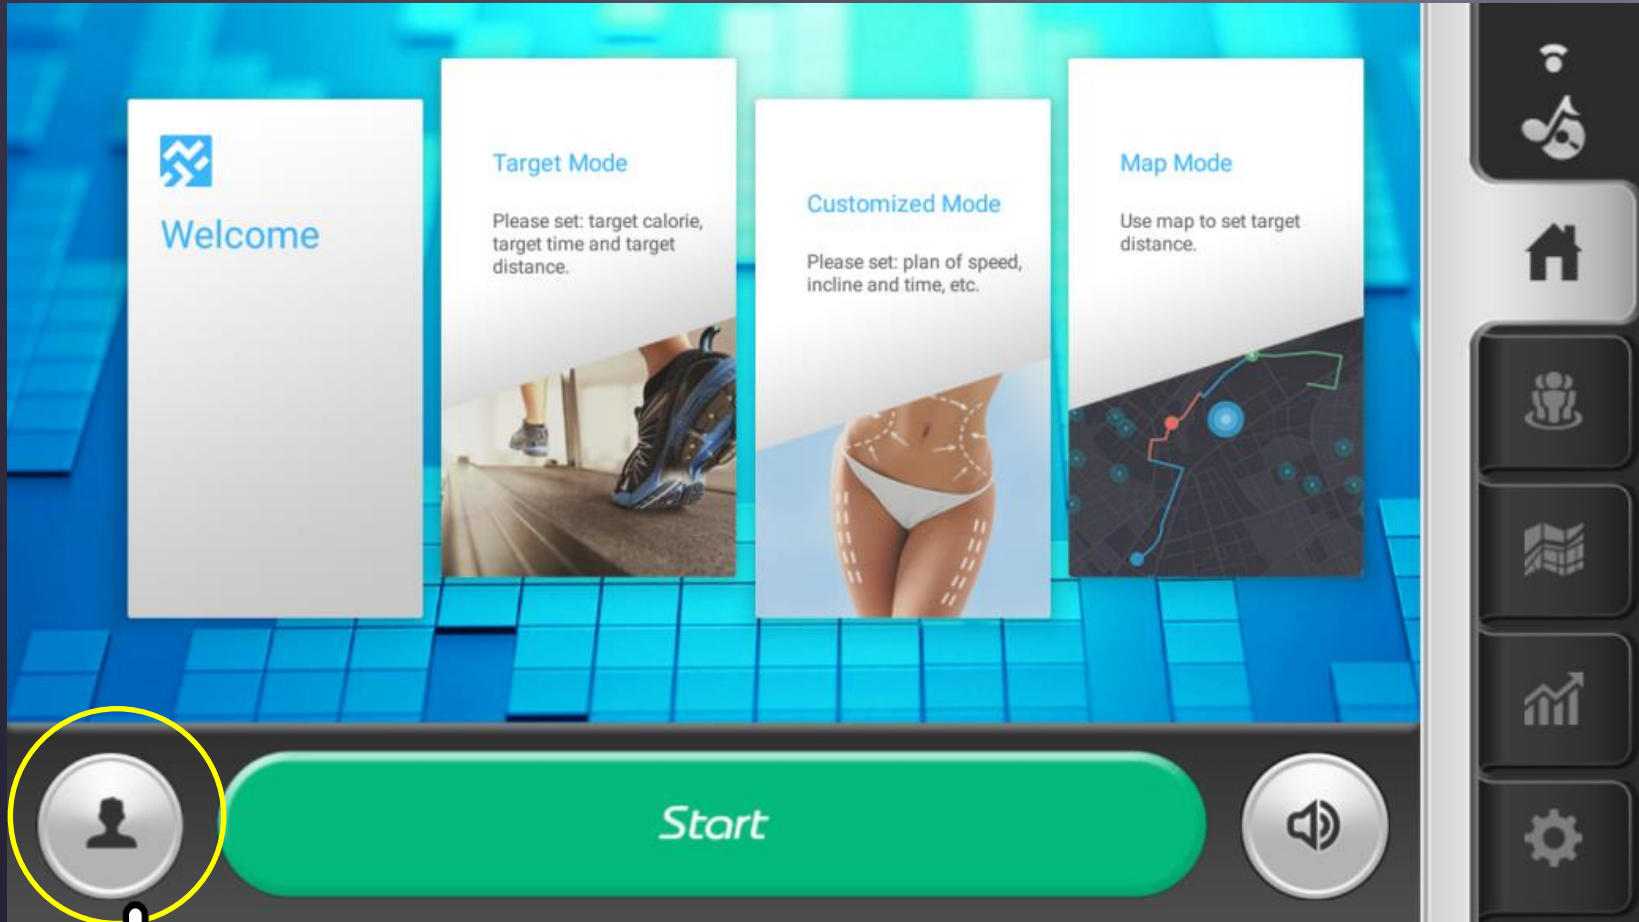 Welcome
Target Mode
Please set: target calorie,
target time and target
distance.
Customized Mode
Please set: plan of speed,
incline and time, etc.
Map Mode
Use map to set target
distance.
Start